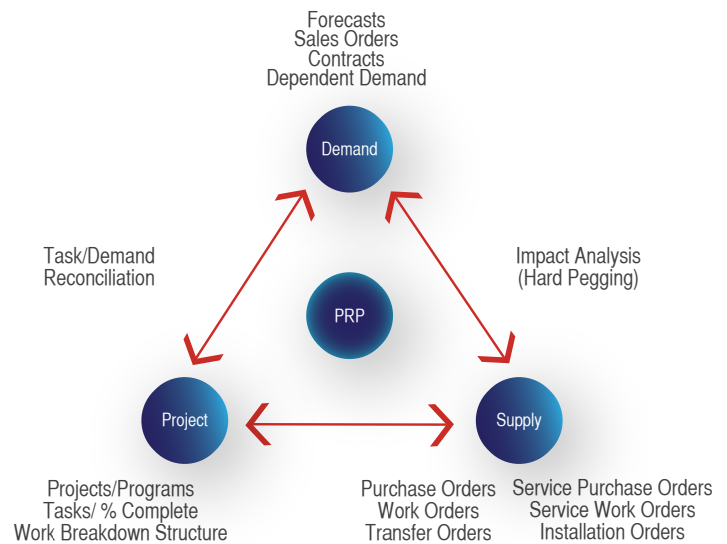 Forecasts
Sales Orders
Contracts
Dependent Demand
Demand
Task/Demand
Reconciliation
Impact Analysis
(Hard Pegging)
PRP
Project
Supply
Projects/Programs
Tasks/ % Complete
Work Breakdown Structure
Purchase Orders
Work Orders
Transfer Orders
Service Purchase Orders
Service Work Orders
Installation Orders